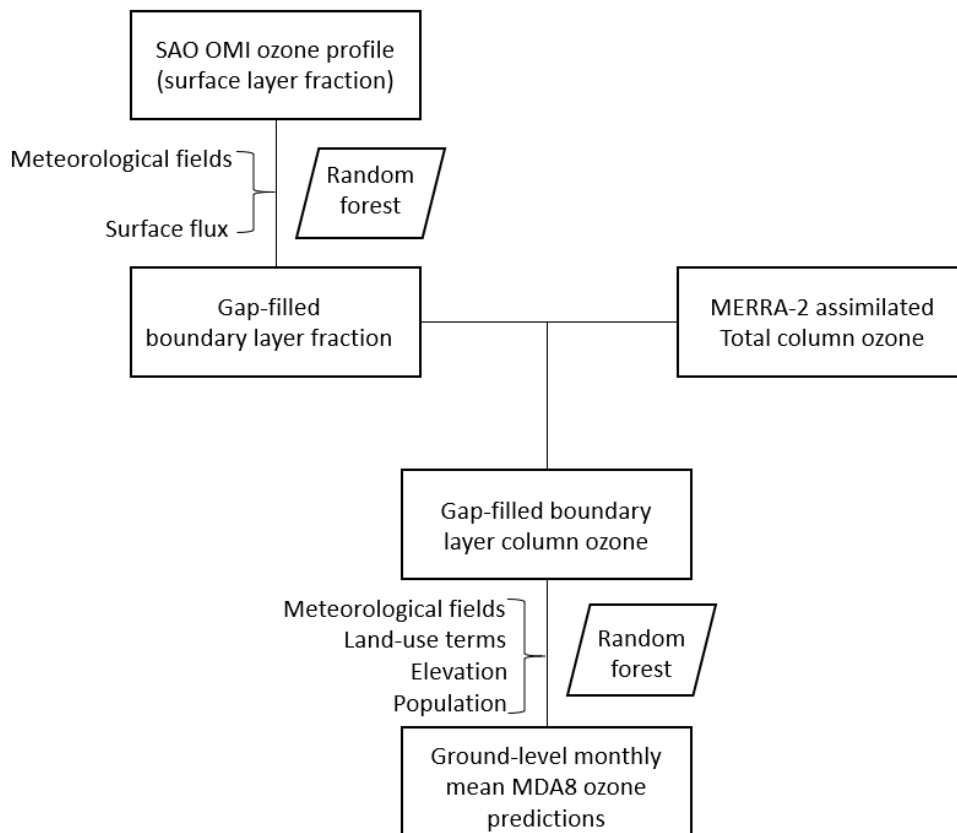 SAO OMI ozone profile
(surface layer fraction)
Meteorological fields
Surface flux
Random
forest
Gap-filled
boundary layer fraction
MERRA-2 assimilated
Total column ozone
Gap-filled boundary
layer column ozone
Meteorological fields
Land-use terms
Elevation
Population
Random
forest
Ground-level monthly
mean MDA8 ozone
predictions